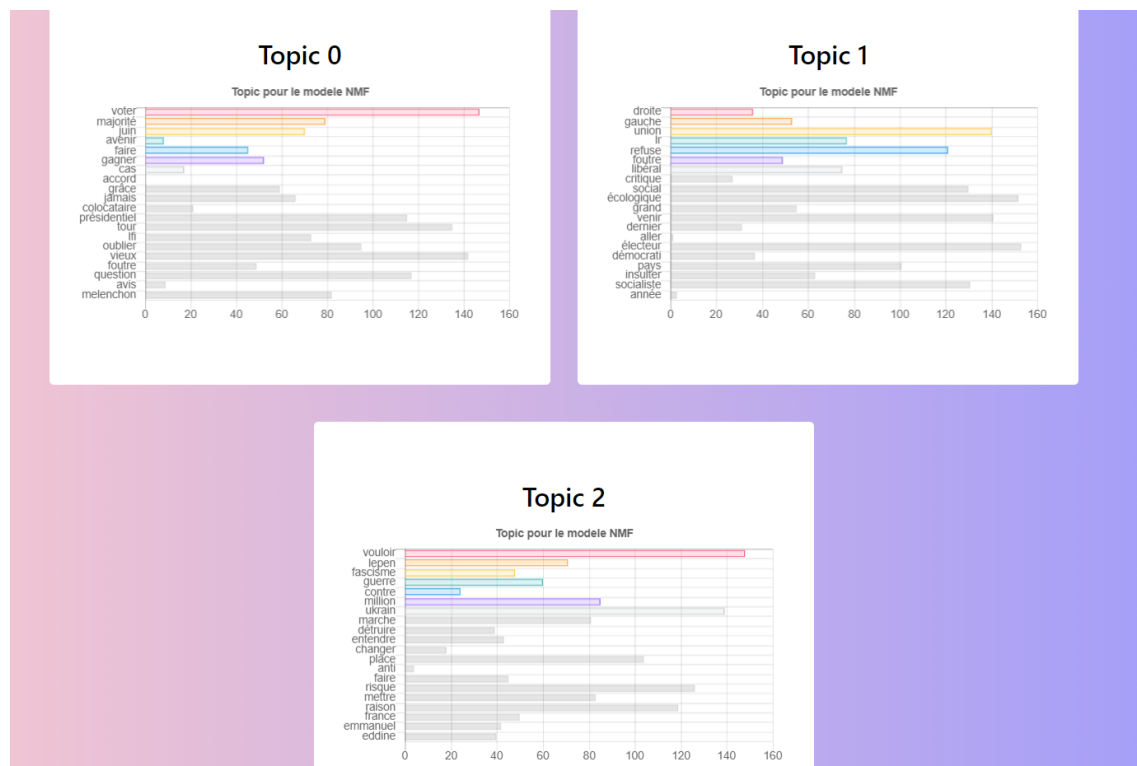 Topic 0
Topic pour le modele NMF
voter
majorité
juin
avenir
faire
gagner
cas
accord
grâce
jamais
colocataire
présidentiel
tour
lfi
oublier
vieux
foutre
question
avis
melenchon
0 20 40 60 80 100 120 140 160
Topic 1
Topic pour le modele NMF
droite
gauche
union
lr
refuse
foutre
libéral
critique
social
écologique
grand
venir
dernier
aller
électeur
démocrati
pays
insulter
socialiste
année
0 20 40 60 80 100 120 140 160
Topic 2
Topic pour le modele NMF
vouloir
lepen
fascisme
guerre
contre
million
ukrain
marche
détruire
entendre
changer
place
anti
faire
risque
mettre
raison
france
emmanuel
eddine
0 20 40 60 80 100 120 140 160